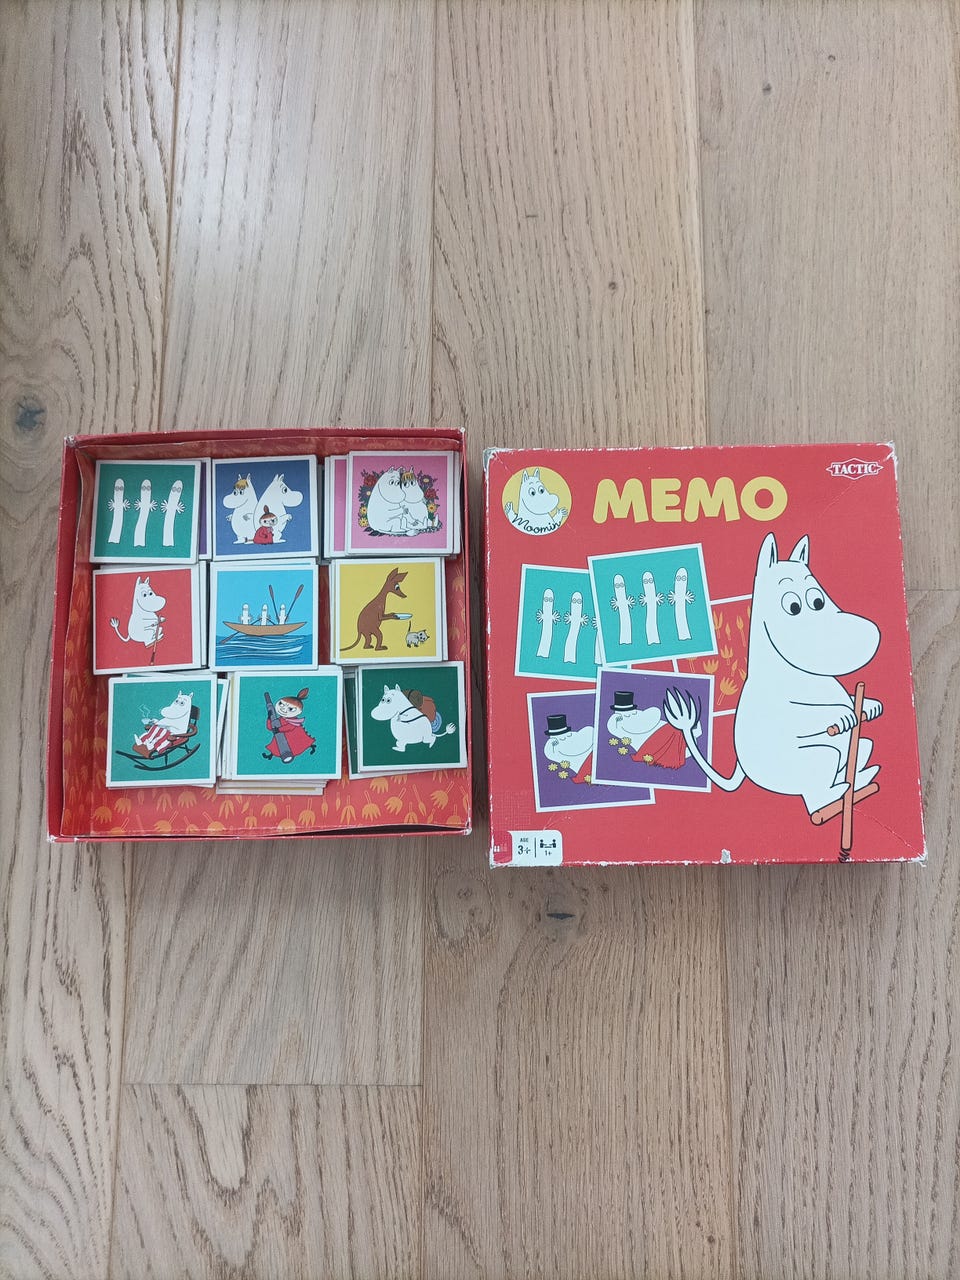 Moomin
MEMO
TACTIC
AGE
3+
1+